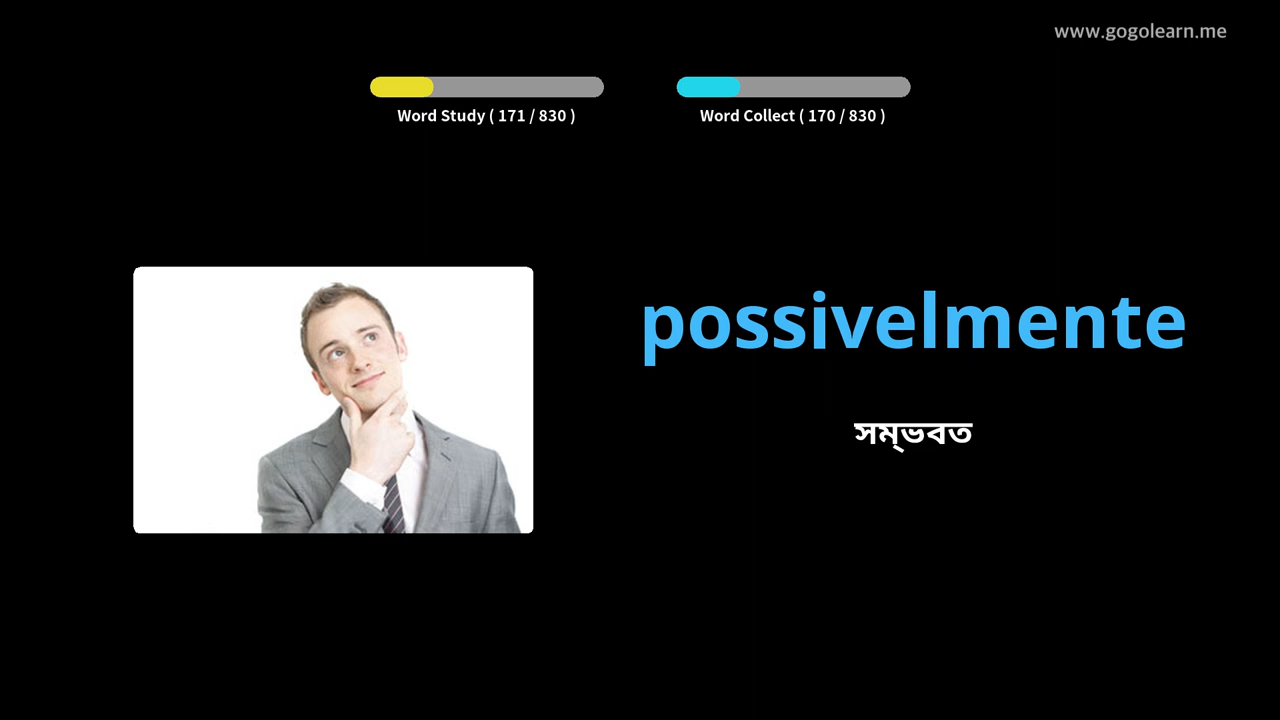 www.gogolearn.me
Word Study ( 171 / 830 )
Word Collect ( 170 / 830 )
possivelmente
সম্ভবত